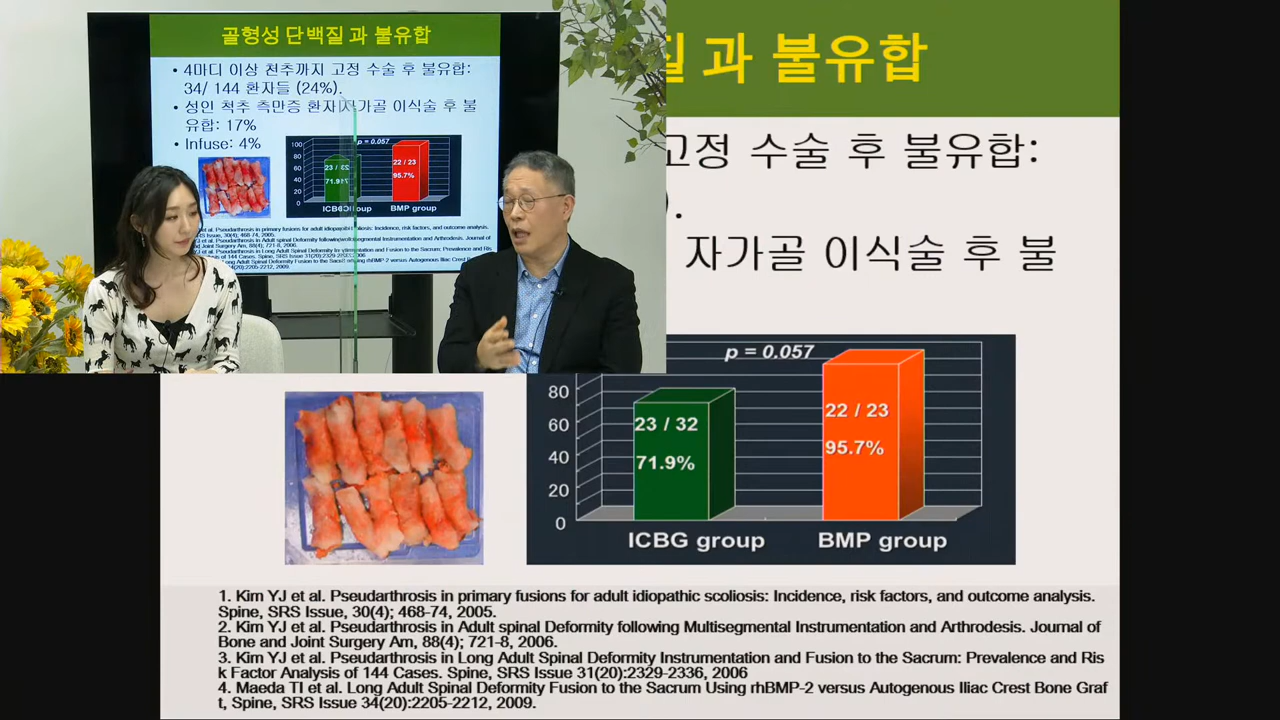 골형성 단백질 과 불유합
• 4마디 이상 천추까지 고정 수술 후 불유합:
34/ 144 환자들 (24%).
• 성인 척추 측만증 환자 자가골 이식술 후 불
유합: 17%
• Infuse: 4%
100
80
60
40
20
0
p = 0.057
23 / 32
71.9%
22 / 23
95.7%
BMP group
질 과 불유합
고정 수술 후 불유합:
).
자가골 이식술 후 불
p = 0.057
80
60
40
20
0
23 / 32
71.9%
22 / 23
95.7%
ICBG group
BMP group
1. Kim YJ et al. Pseudarthrosis in primary fusions for adult idiopathic scoliosis: Incidence, risk factors, and outcome analysis.
Spine, SRS Issue, 30(4); 468-74, 2005.
2. Kim YJ et al. Pseudarthrosis in Adult spinal Deformity following Multisegmental Instrumentation and Arthrodesis. Journal of
Bone and Joint Surgery Am, 88(4); 721-8, 2006.
3. Kim YJ et al. Pseudarthrosis in Long Adult Spinal Deformity Instrumentation and Fusion to the Sacrum: Prevalence and Ris
k Factor Analysis of 144 Cases. Spine, SRS Issue 31(20):2329-2336, 2006
4. Maeda TI et al. Long Adult Spinal Deformity Fusion to the Sacrum Using rhBMP-2 versus Autogenous Iliac Crest Bone Graf
t, Spine, SRS Issue 34(20):2205-2212, 2009.